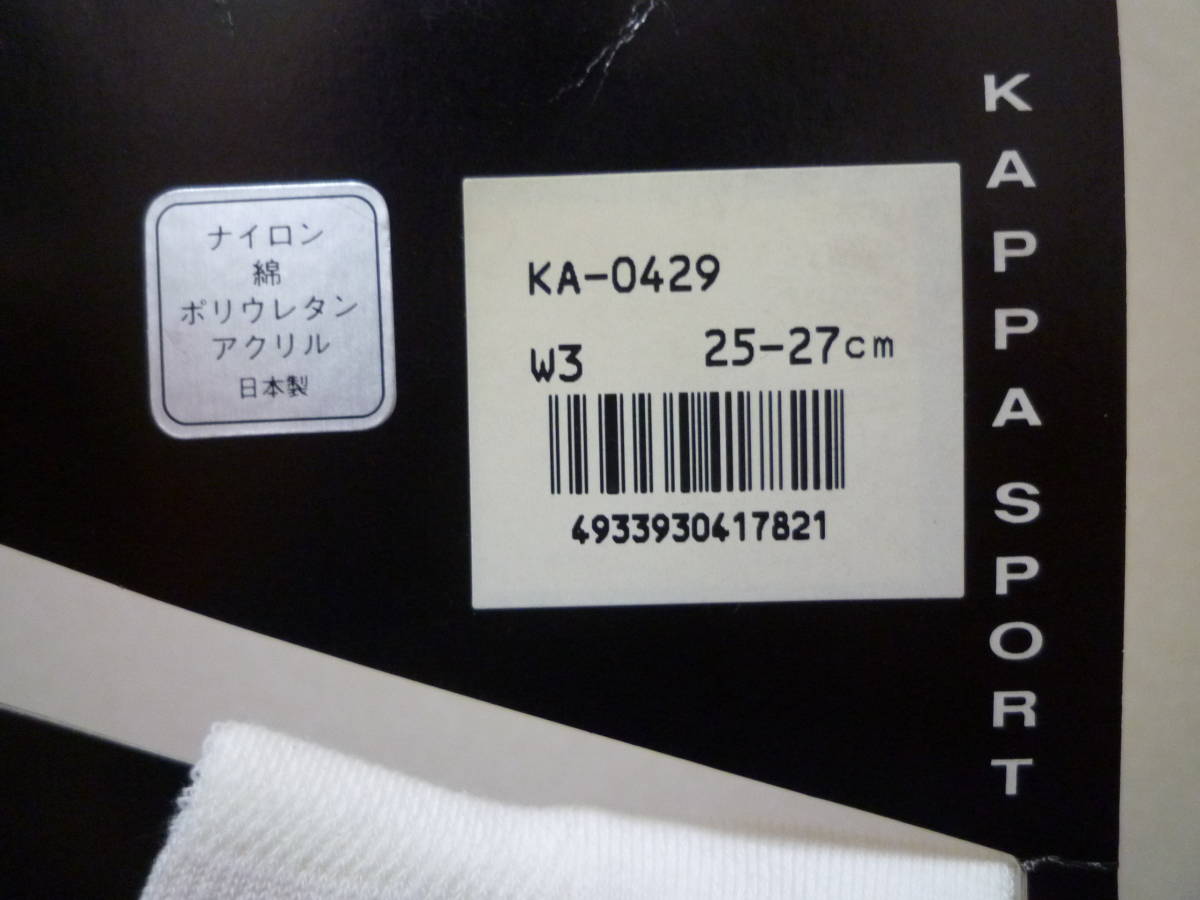 ナイロン
綿
ポリウレタン
アクリル
日本製
KA-0429
W3 25-27cm
4933930417821
KAPPA SPORT